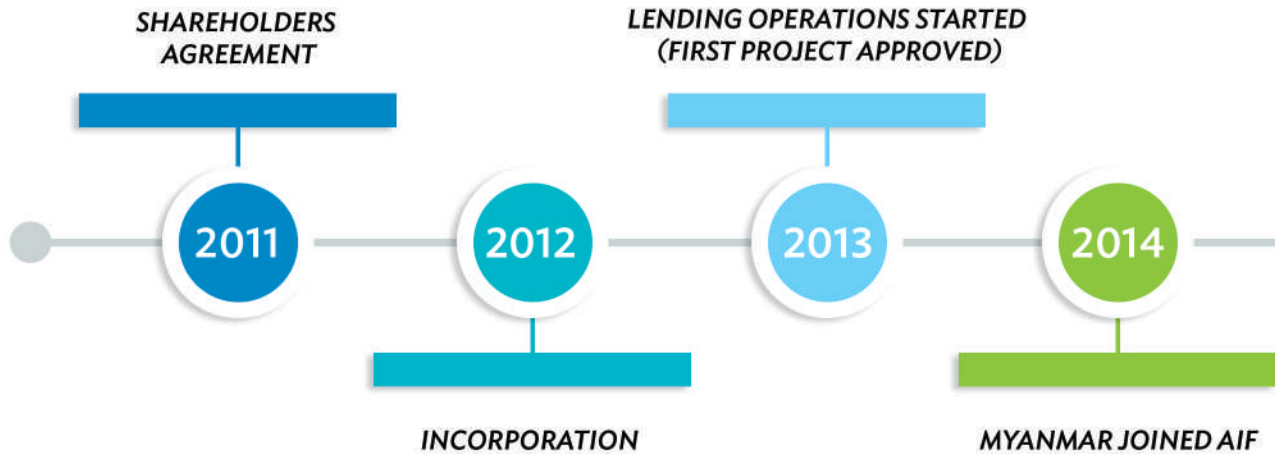 SHAREHOLDERS
AGREEMENT
LENDING OPERATIONS STARTED
(FIRST PROJECT APPROVED)
2011
2012
2013
2014
INCORPORATION
MYANMAR JOINED AIF